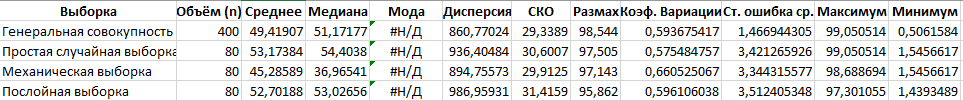 Выборка Объём (n) Среднее Медиана Мода Дисперсия СКО Размах Коэф. Вариации Ст. ошибка ср. Максимум Минимум
Генеральная совокупность 400 49,41907 51,17177 #Н/Д 860,77024 29,3389 98,544 0,593675417 1,466944305 99,050514 0,5061584
Простая случайная выборка 80 53,17384 54,4038 #Н/Д 936,40484 30,6007 97,505 0,575484757 3,421265926 99,050514 1,5456617
Механическая выборка 80 45,28589 36,96541 #Н/Д 894,75573 29,9125 97,143 0,660525067 3,344315577 98,688694 1,5456617
Послойная выборка 80 52,70188 53,02656 #Н/Д 986,95931 31,4159 95,862 0,596106038 3,512405348 97,301055 1,4393489